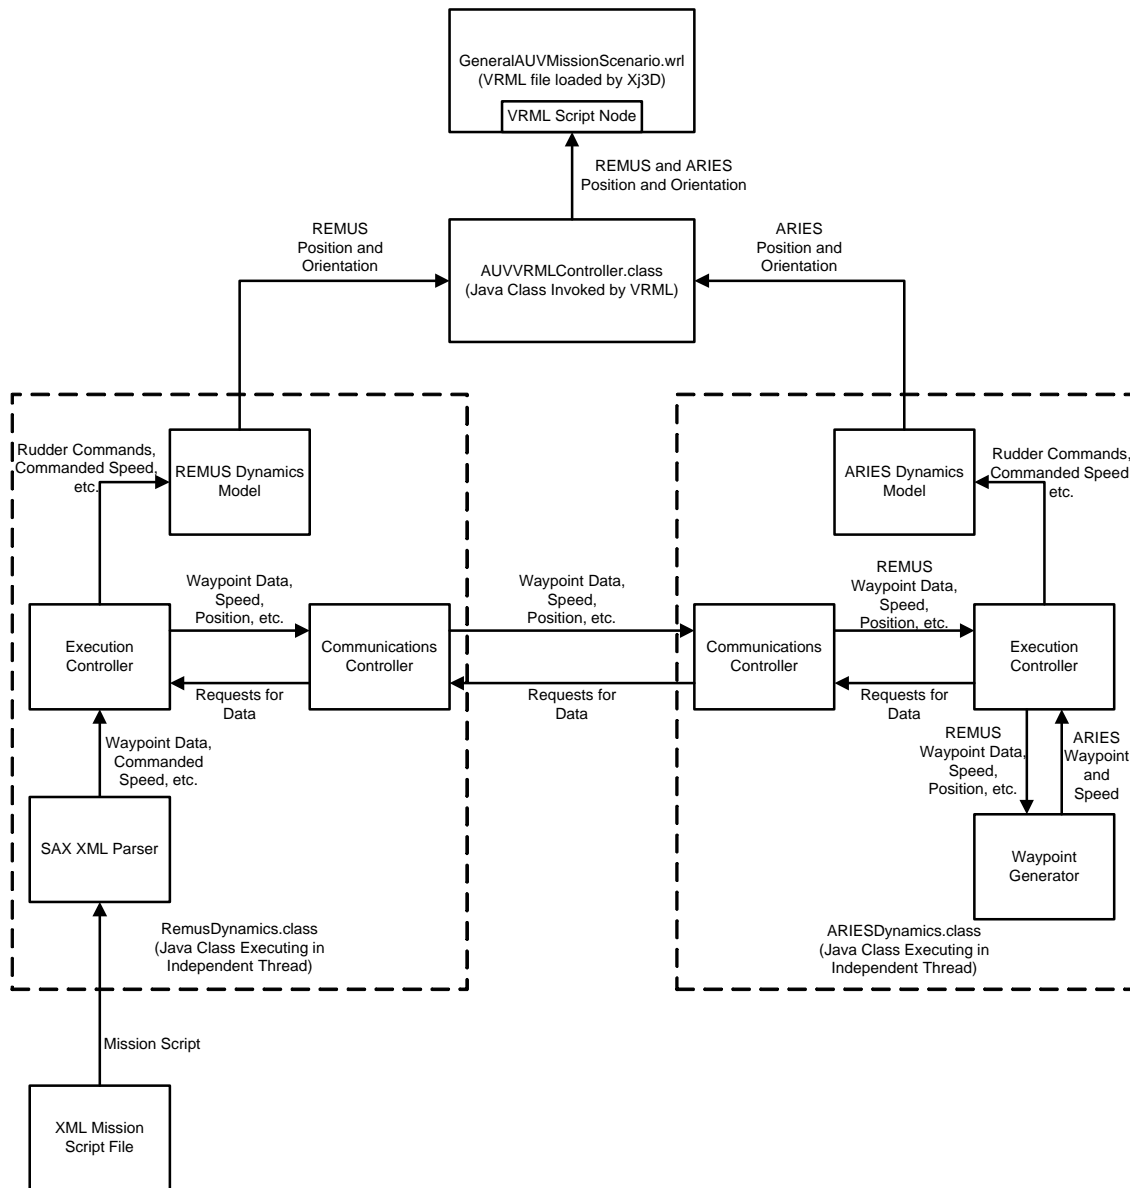 GeneralAUVMissionScenario.wrl
(VRML file loaded by Xj3D)
VRML Script Node
REMUS and ARIES
Position and Orientation
REMUS
Position and
Orientation
AUVVRMLController.class
(Java Class Invoked by VRML)
ARIES
Position and
Orientation
Rudder Commands,
Commanded Speed,
etc.
REMUS Dynamics
Model
ARIES Dynamics
Model
Rudder Commands,
Commanded Speed,
etc.
Execution
Controller
Waypoint Data,
Speed,
Position, etc.
Requests for
Data
Communications
Controller
Waypoint Data,
Speed,
Position, etc.
Requests for
Data
Communications
Controller
REMUS
Waypoint Data,
Speed,
Position, etc.
Requests for
Data
Execution
Controller
Waypoint Data,
Commanded
Speed, etc.
REMUS
Waypoint Data,
Speed,
Position, etc.
ARIES
Waypoint
and
Speed
SAX XML Parser
Waypoint
Generator
RemusDynamics.class
(Java Class Executing in
Independent Thread)
ARIESDynamics.class
(Java Class Executing in
Independent Thread)
Mission Script
XML Mission
Script File